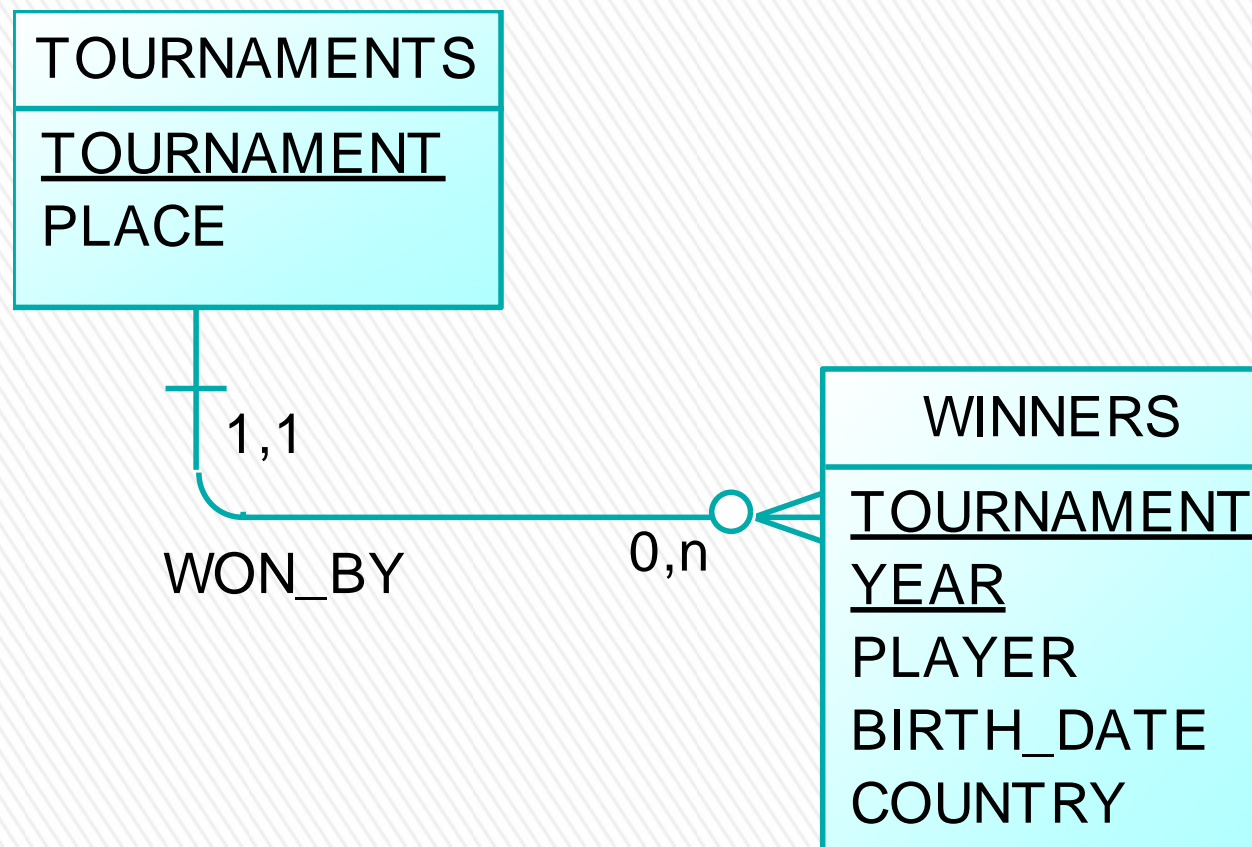 TOURNAMENTS
TOURNAMENT
PLACE
1,1
WON_BY
0,n
WINNERS
TOURNAMENT
YEAR
PLAYER
BIRTH_DATE
COUNTRY